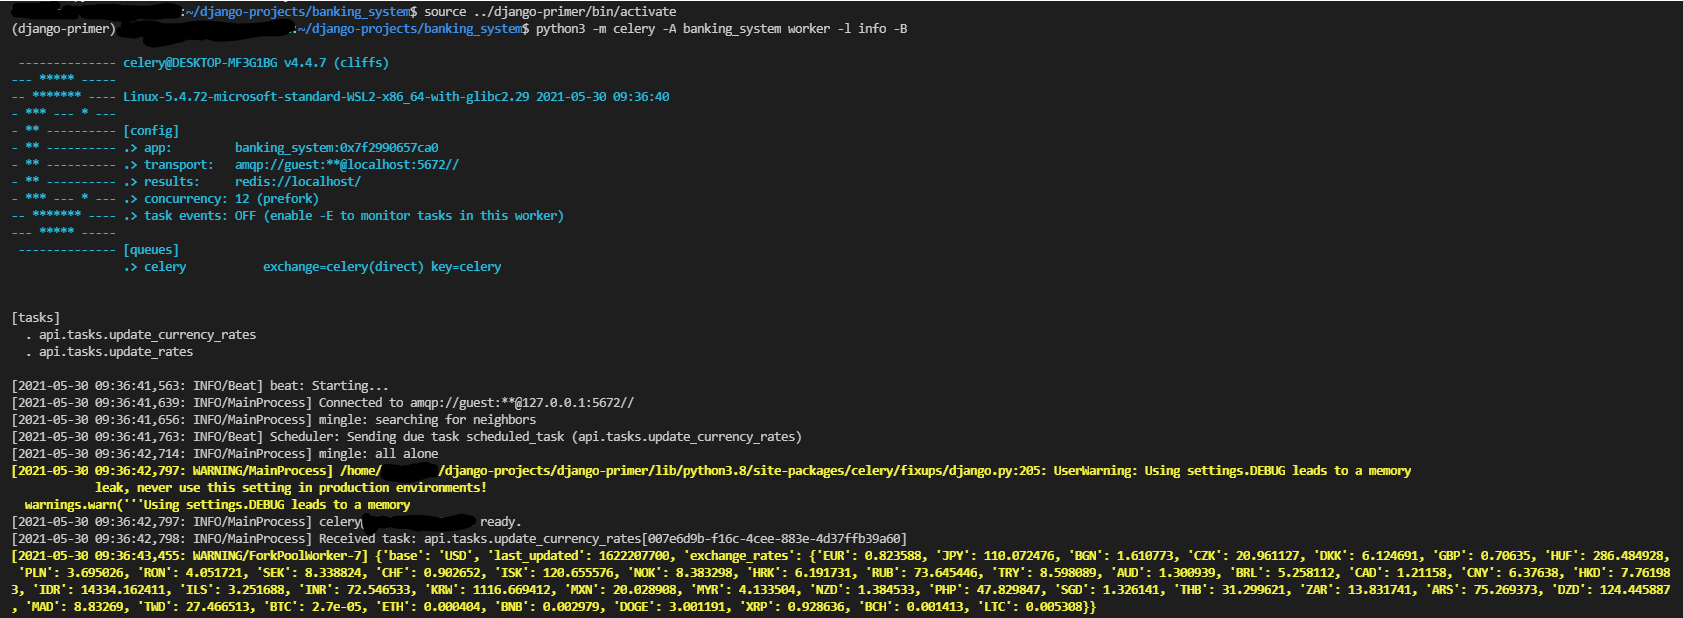 :~/django-projects/banking_system$ source ../django-primer/bin/activate
(django-primer) :~/django-projects/banking_system$ python3 -m celery -A banking_system worker -l info -B
-------------- celery@DESKTOP-MF3G1BG v4.4.7 (cliffs)
--- ***** -----
-- ******* ---- Linux-5.4.72-microsoft-standard-WSL2-x86_64-with-glibc2.29 2021-05-30 09:36:40
- *** --- * ---
- ** ---------- [config]
- ** ---------- .> app:         banking_system:0x7f2990657ca0
- ** ---------- .> transport:   amqp://guest:**@localhost:5672//
- ** ---------- .> results:     redis://localhost/
- *** --- * --- .> concurrency: 12 (prefork)
-- ******* ---- .> task events: OFF (enable -E to monitor tasks in this worker)
--- ***** -----
-------------- [queues]
.> celery           exchange=celery(direct) key=celery
[tasks]
. api.tasks.update_currency_rates
. api.tasks.update_rates
[2021-05-30 09:36:41,563: INFO/Beat] beat: Starting...
[2021-05-30 09:36:41,639: INFO/MainProcess] Connected to amqp://guest:**@127.0.0.1:5672//
[2021-05-30 09:36:41,656: INFO/MainProcess] mingle: searching for neighbors
[2021-05-30 09:36:41,763: INFO/Beat] Scheduler: Sending due task scheduled_task (api.tasks.update_currency_rates)
[2021-05-30 09:36:42,714: INFO/MainProcess] mingle: all alone
[2021-05-30 09:36:42,797: WARNING/MainProcess] /home/ /django-projects/django-primer/lib/python3.8/site-packages/celery/fixups/django.py:205: UserWarning: Using settings.DEBUG leads to a memory
leak, never use this setting in production environments!
warnings.warn('''Using settings.DEBUG leads to a memory
[2021-05-30 09:36:42,797: INFO/MainProcess] celery@ ready.
[2021-05-30 09:36:42,798: INFO/MainProcess] Received task: api.tasks.update_currency_rates[007e6d9b-f16c-4cee-883e-4d37ffb39a60]
[2021-05-30 09:36:43,455: WARNING/ForkPoolWorker-7] {'base': 'USD', 'last_updated': 1622207700, 'exchange_rates': {'EUR': 0.823588, 'JPY': 110.072476, 'BGN': 1.610773, 'CZK': 20.961127, 'DKK': 6.124691, 'GBP': 0.70635, 'HUF': 286.484928,
'PLN': 3.695026, 'RON': 4.051721, 'SEK': 8.338824, 'CHF': 0.902652, 'ISK': 120.655576, 'NOK': 8.383298, 'HRK': 6.191731, 'RUB': 73.645446, 'TRY': 8.598089, 'AUD': 1.300939, 'BRL': 5.258112, 'CAD': 1.21158, 'CNY': 6.37638, 'HKD': 7.76198
3, 'IDR': 14334.162411, 'ILS': 3.251688, 'INR': 72.546533, 'KRW': 1116.669412, 'MXN': 20.028908, 'MYR': 4.133504, 'NZD': 1.384533, 'PHP': 47.829847, 'SGD': 1.326141, 'THB': 31.299621, 'ZAR': 13.831741, 'ARS': 75.269373, 'DZD': 124.445887
, 'MAD': 8.83269, 'TWD': 27.466513, 'BTC': 2.7e-05, 'ETH': 0.000404, 'BNB': 0.002979, 'DOGE': 3.001191, 'XRP': 0.928636, 'BCH': 0.001413, 'LTC': 0.005308}}